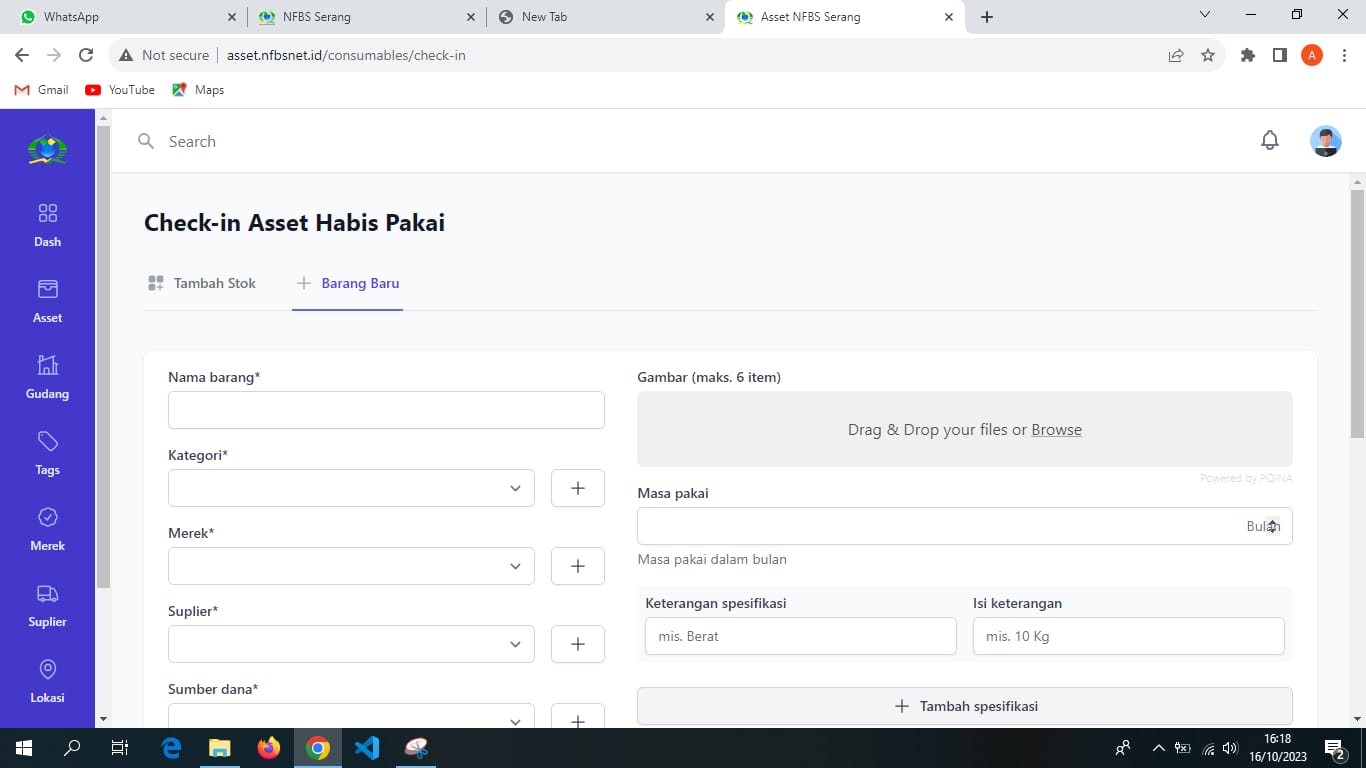 WhatsApp
NFBS Serang
New Tab
Asset NFBS Serang
Not secure
asset.nfbsnet.id/consumables/check-in
A
Gmail
YouTube
Maps
Search
Dash
Asset
Gudang
Tags
Merek
Suplier
Lokasi
Check-in Asset Habis Pakai
Tambah Stok
Barang Baru
Nama barang*
Kategori*
Merek*
Suplier*
Sumber dana*
Gambar (maks. 6 item)
Drag & Drop your files or Browse
Powered by PQINA
Masa pakai
Bulan
Masa pakai dalam bulan
Keterangan spesifikasi
Isi keterangan
mis. Berat
mis. 10 Kg
Tambah spesifikasi
16:18
16/10/2023
2